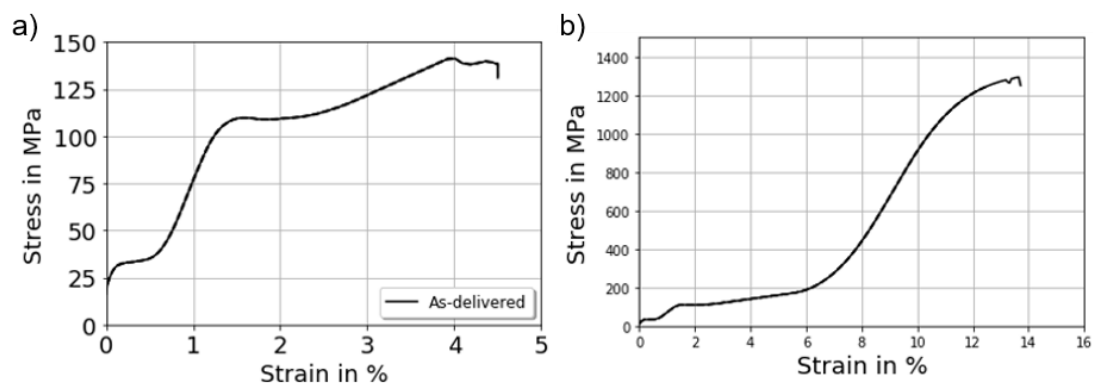 a)
150
125
100
75
50
25
0
Stress in MPa
0 1 2 3 4 5
Strain in %
As-delivered
b)
1400
1200
1000
800
600
400
200
0
Stress in MPa
0 2 4 6 8 10 12 14 16
Strain in %